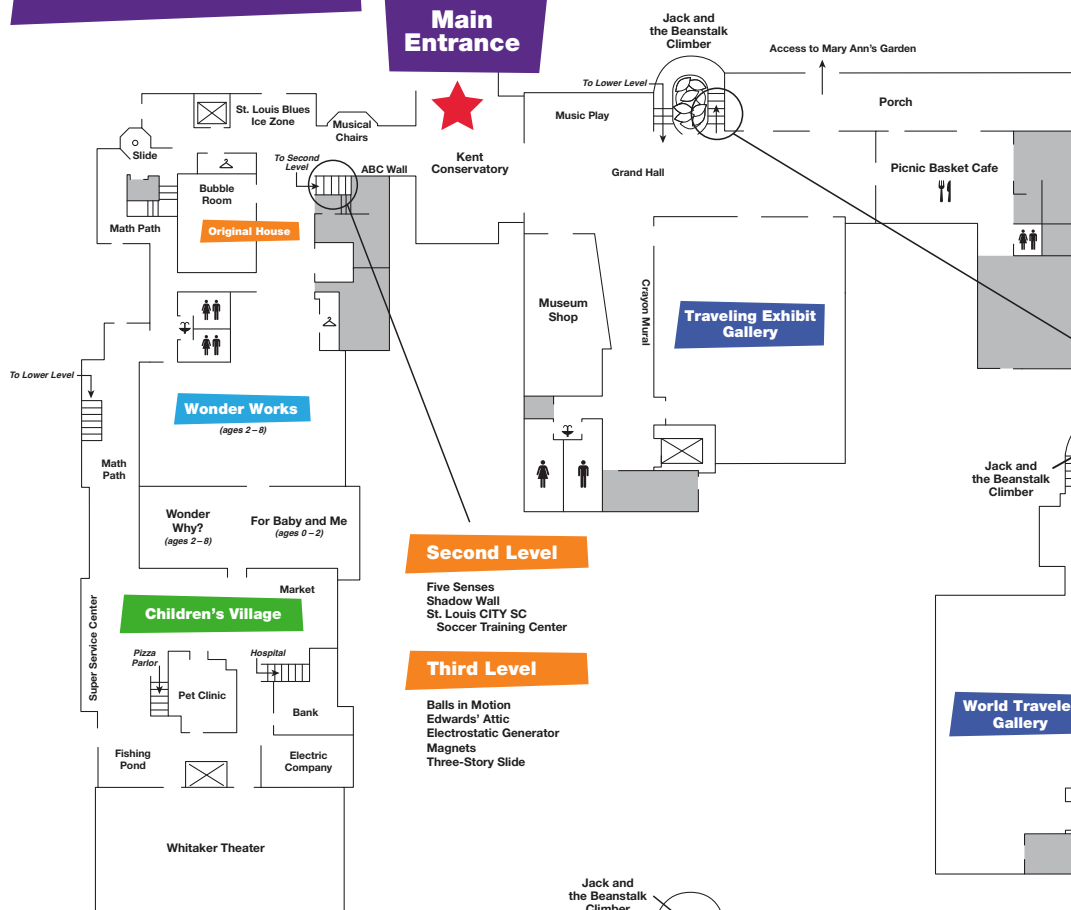 Main
Entrance
Jack and
the Beanstalk
Climber
Access to Mary Ann's Garden
To Lower Level
St. Louis Blues
Ice Zone
Musical
Chairs
Music Play
Porch
Slide
To Second
Level
ABC Wall
Kent
Conservatory
Grand Hall
Picnic Basket Cafe
Bubble
Room
Math Path
Original House
Museum
Shop
Crayon Mural
Traveling Exhibit
Gallery
To Lower Level
Wonder Works
(ages 2–8)
Math
Path
Jack and
the Beanstalk
Climber
Wonder
Why?
(ages 2–8)
For Baby and Me
(ages 0–2)
Second Level
Five Senses
Shadow Wall
St. Louis CITY SC
Soccer Training Center
Market
Children's Village
Super Service Center
Pizza
Parlor
Hospital
Pet Clinic
Bank
Third Level
Balls in Motion
Edwards' Attic
Electrostatic Generator
Magnets
Three-Story Slide
World Travele
Gallery
Fishing
Pond
Electric
Company
Whitaker Theater
Jack and
the Beanstalk
Climber